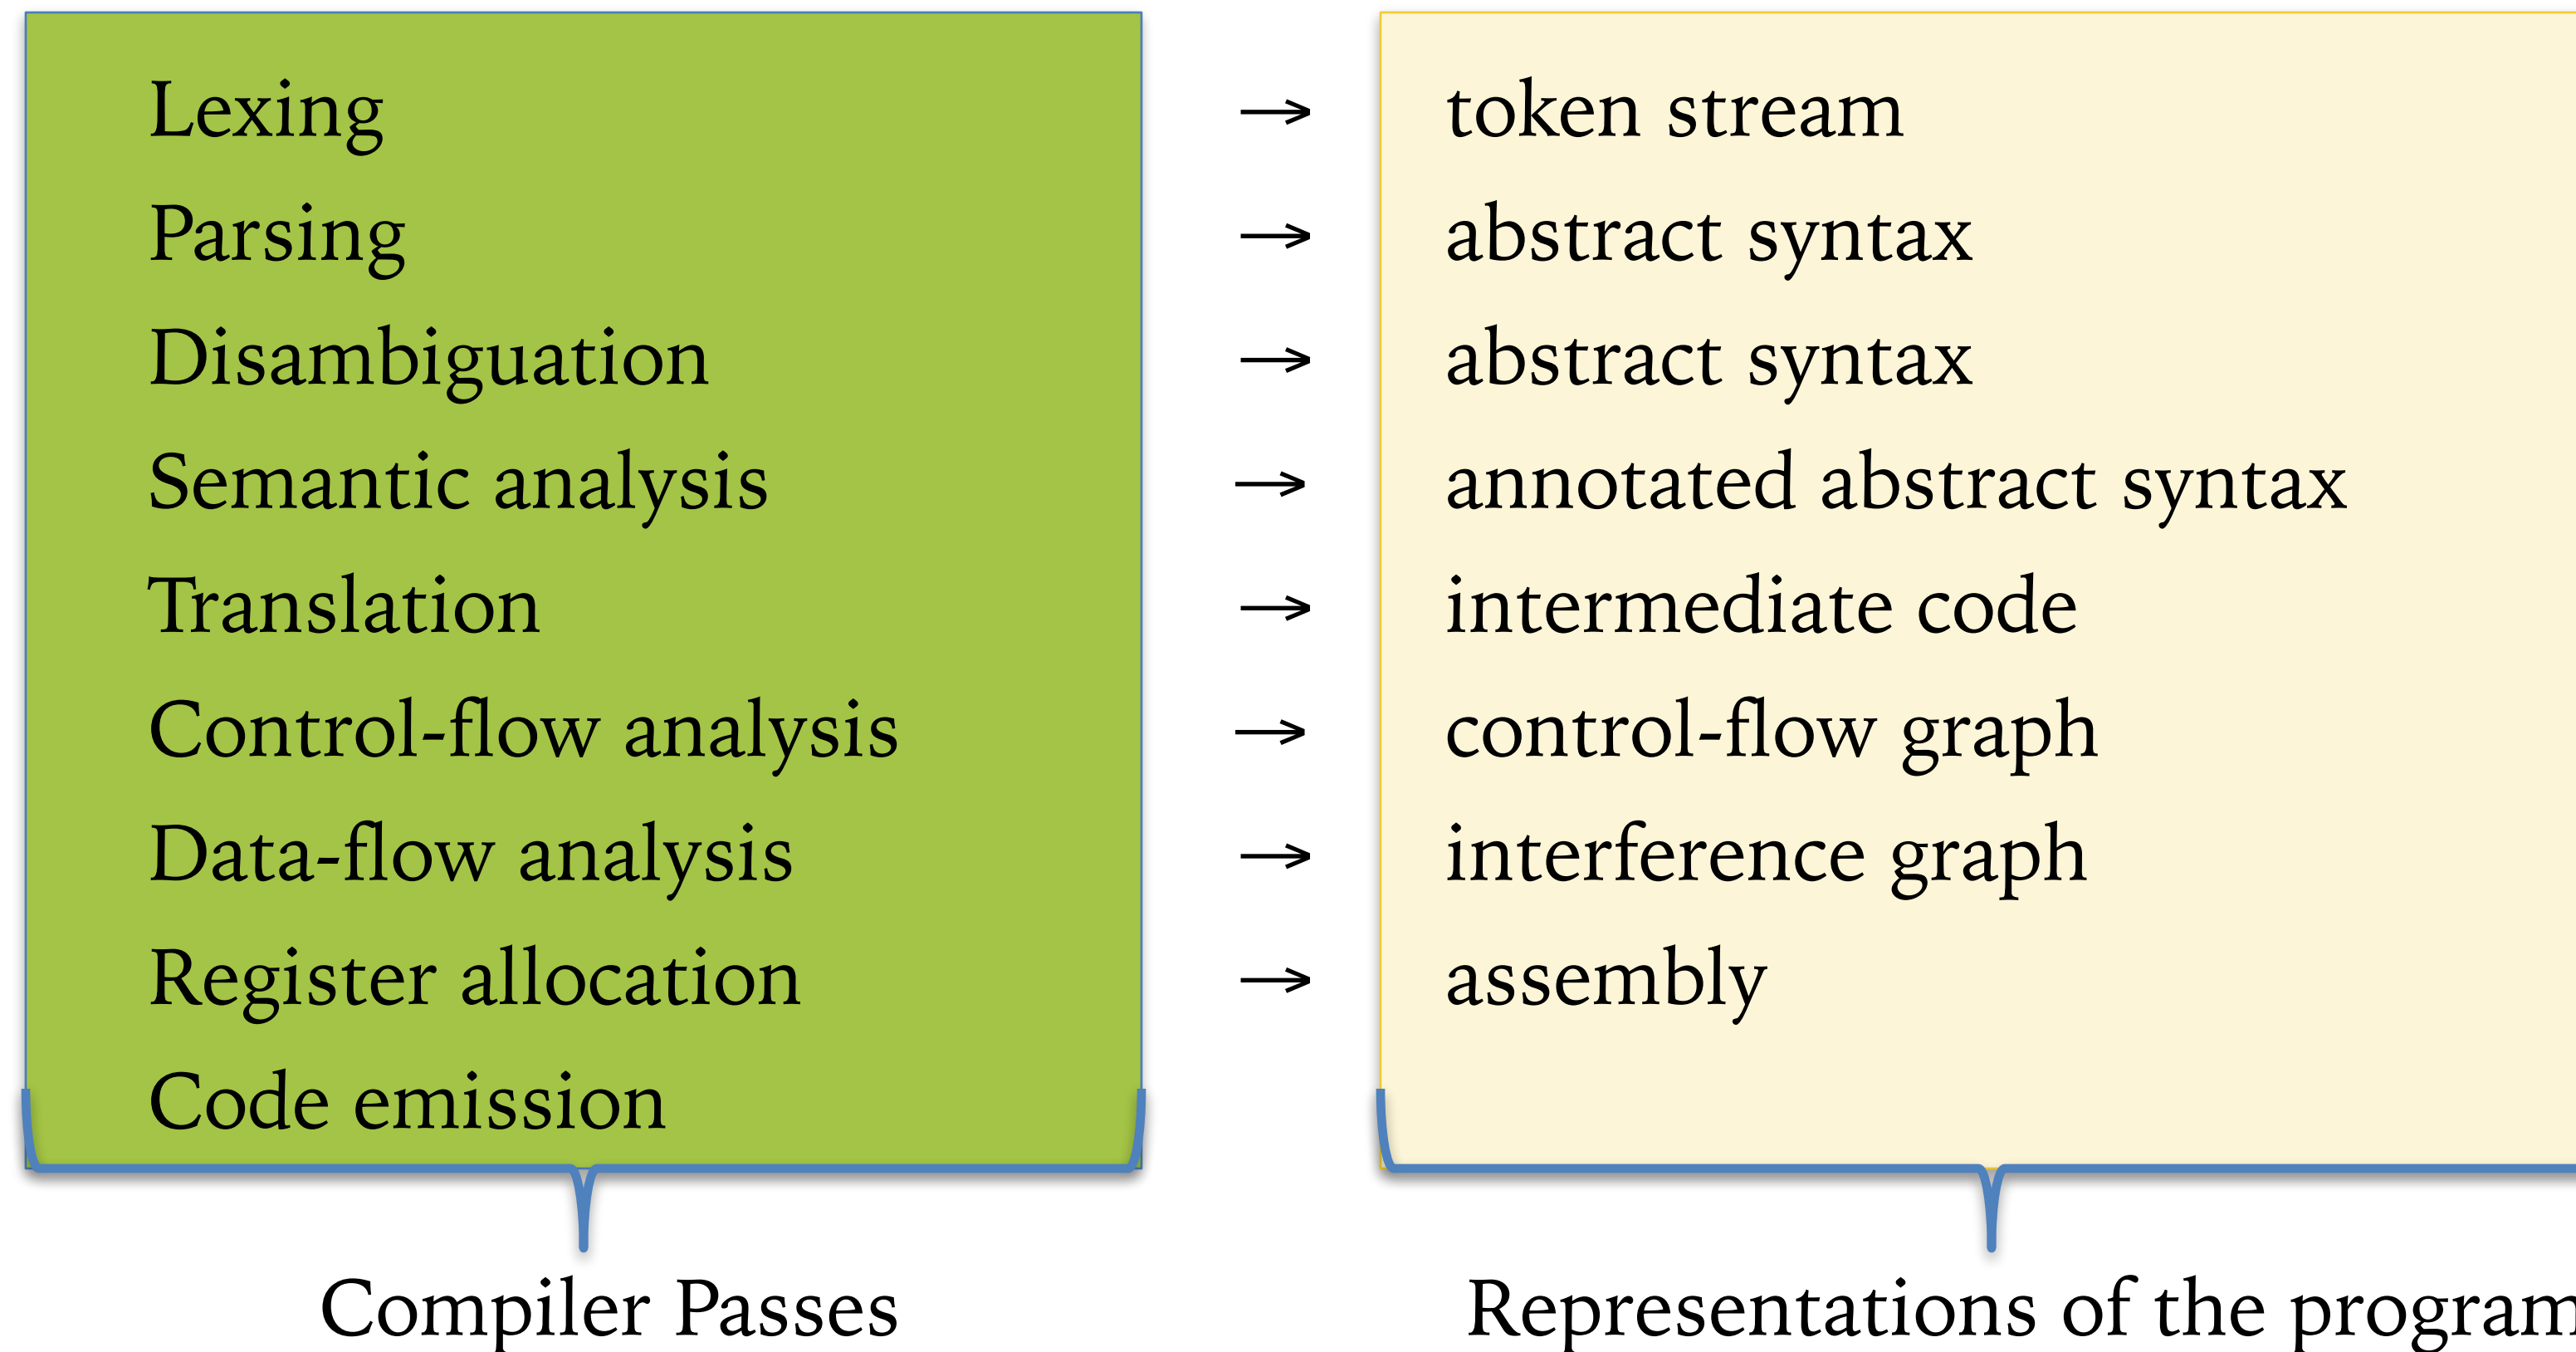 Lexing → token stream
Parsing → abstract syntax
Disambiguation → abstract syntax
Semantic analysis → annotated abstract syntax
Translation → intermediate code
Control-flow analysis → control-flow graph
Data-flow analysis → interference graph
Register allocation → assembly
Code emission
Compiler Passes Representations of the program